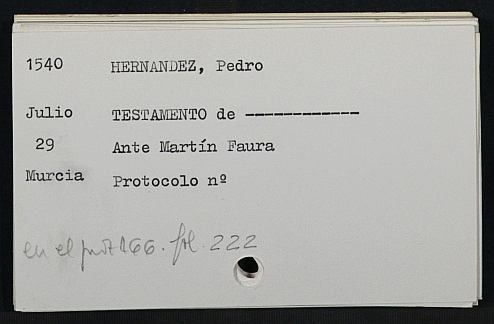 1540 HERNANDEZ, Pedro
Julio TESTAMENTO de ------------
29 Ante Martín Faura
Murcia Protocolo nº
en el prot 166. fol. 222